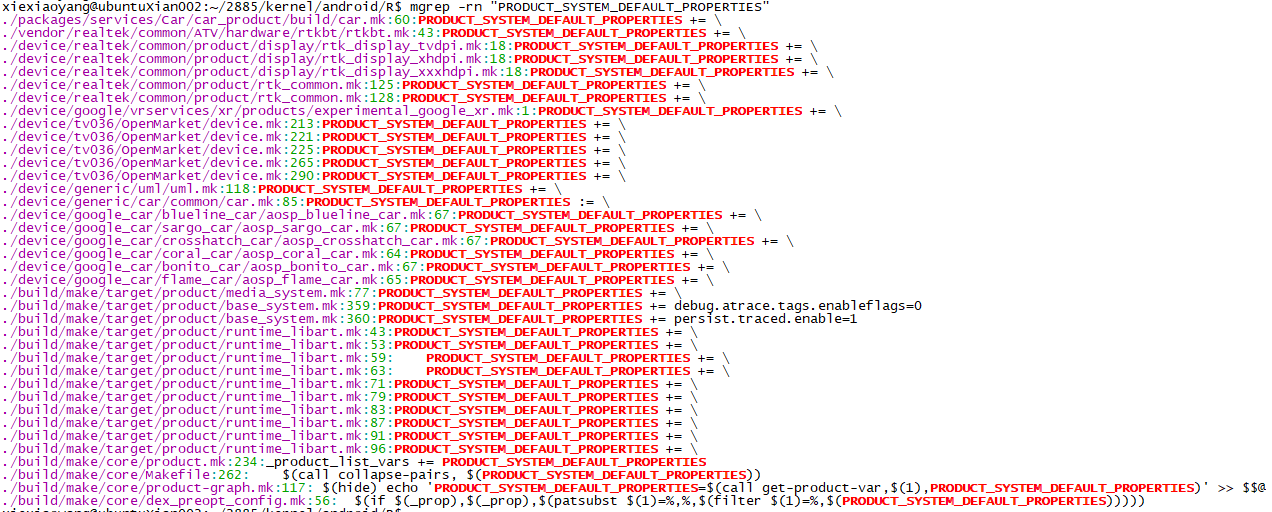 xiexiaoyang@ubuntuXian002:~/2885/kernel/android/R$ mgrep -rn "PRODUCT_SYSTEM_DEFAULT_PROPERTIES"
./packages/services/Car/car_product/build/car.mk:60:PRODUCT_SYSTEM_DEFAULT_PROPERTIES += \
./vendor/realtek/common/ATV/hardware/rtkbt/rtkbt.mk:43:PRODUCT_SYSTEM_DEFAULT_PROPERTIES += \
./device/realtek/common/product/display/rtk_display_tvdpi.mk:18:PRODUCT_SYSTEM_DEFAULT_PROPERTIES += \
./device/realtek/common/product/display/rtk_display_xhdpi.mk:18:PRODUCT_SYSTEM_DEFAULT_PROPERTIES += \
./device/realtek/common/product/display/rtk_display_xxxhdpi.mk:18:PRODUCT_SYSTEM_DEFAULT_PROPERTIES += \
./device/realtek/common/product/rtk_common.mk:125:PRODUCT_SYSTEM_DEFAULT_PROPERTIES += \
./device/realtek/common/product/rtk_common.mk:128:PRODUCT_SYSTEM_DEFAULT_PROPERTIES += \
./device/google/vrservices/xr/products/experimental_google_xr.mk:1:PRODUCT_SYSTEM_DEFAULT_PROPERTIES += \
./device/tv036/OpenMarket/device.mk:213:PRODUCT_SYSTEM_DEFAULT_PROPERTIES += \
./device/tv036/OpenMarket/device.mk:221:PRODUCT_SYSTEM_DEFAULT_PROPERTIES += \
./device/tv036/OpenMarket/device.mk:225:PRODUCT_SYSTEM_DEFAULT_PROPERTIES += \
./device/tv036/OpenMarket/device.mk:265:PRODUCT_SYSTEM_DEFAULT_PROPERTIES += \
./device/tv036/OpenMarket/device.mk:290:PRODUCT_SYSTEM_DEFAULT_PROPERTIES += \
./device/generic/uml/uml.mk:118:PRODUCT_SYSTEM_DEFAULT_PROPERTIES += \
./device/generic/car/common/car.mk:85:PRODUCT_SYSTEM_DEFAULT_PROPERTIES := \
./device/google_car/blueline_car/aosp_blueline_car.mk:67:PRODUCT_SYSTEM_DEFAULT_PROPERTIES += \
./device/google_car/sargo_car/aosp_sargo_car.mk:67:PRODUCT_SYSTEM_DEFAULT_PROPERTIES += \
./device/google_car/crosshatch_car/aosp_crosshatch_car.mk:67:PRODUCT_SYSTEM_DEFAULT_PROPERTIES += \
./device/google_car/coral_car/aosp_coral_car.mk:64:PRODUCT_SYSTEM_DEFAULT_PROPERTIES += \
./device/google_car/bonito_car/aosp_bonito_car.mk:67:PRODUCT_SYSTEM_DEFAULT_PROPERTIES += \
./device/google_car/flame_car/aosp_flame_car.mk:65:PRODUCT_SYSTEM_DEFAULT_PROPERTIES += \
./build/make/target/product/media_system.mk:77:PRODUCT_SYSTEM_DEFAULT_PROPERTIES += \
./build/make/target/product/base_system.mk:359:PRODUCT_SYSTEM_DEFAULT_PROPERTIES += debug.atrace.tags.enableflags=0
./build/make/target/product/base_system.mk:360:PRODUCT_SYSTEM_DEFAULT_PROPERTIES += persist.traced.enable=1
./build/make/target/product/runtime_libart.mk:43:PRODUCT_SYSTEM_DEFAULT_PROPERTIES += \
./build/make/target/product/runtime_libart.mk:53:PRODUCT_SYSTEM_DEFAULT_PROPERTIES += \
./build/make/target/product/runtime_libart.mk:59:    PRODUCT_SYSTEM_DEFAULT_PROPERTIES += \
./build/make/target/product/runtime_libart.mk:63:    PRODUCT_SYSTEM_DEFAULT_PROPERTIES += \
./build/make/target/product/runtime_libart.mk:71:PRODUCT_SYSTEM_DEFAULT_PROPERTIES += \
./build/make/target/product/runtime_libart.mk:79:PRODUCT_SYSTEM_DEFAULT_PROPERTIES += \
./build/make/target/product/runtime_libart.mk:83:PRODUCT_SYSTEM_DEFAULT_PROPERTIES += \
./build/make/target/product/runtime_libart.mk:87:PRODUCT_SYSTEM_DEFAULT_PROPERTIES += \
./build/make/target/product/runtime_libart.mk:91:PRODUCT_SYSTEM_DEFAULT_PROPERTIES += \
./build/make/target/product/runtime_libart.mk:96:PRODUCT_SYSTEM_DEFAULT_PROPERTIES += \
./build/make/core/product.mk:234:_product_list_vars += PRODUCT_SYSTEM_DEFAULT_PROPERTIES
./build/make/core/Makefile:262:    $(call collapse-pairs, $(PRODUCT_SYSTEM_DEFAULT_PROPERTIES))
./build/make/core/product-graph.mk:117: $(hide) echo 'PRODUCT_SYSTEM_DEFAULT_PROPERTIES=$(call get-product-var,$(1),PRODUCT_SYSTEM_DEFAULT_PROPERTIES)' >> $$@
./build/make/core/dex_preopt_config.mk:56:  $(if $(_prop),$(_prop),$(patsubst $(1)=%,%,$(filter $(1)=%,$(PRODUCT_SYSTEM_DEFAULT_PROPERTIES)))))
xiexiaoyang@ubuntuXian002:~/2885/kernel/android/R$